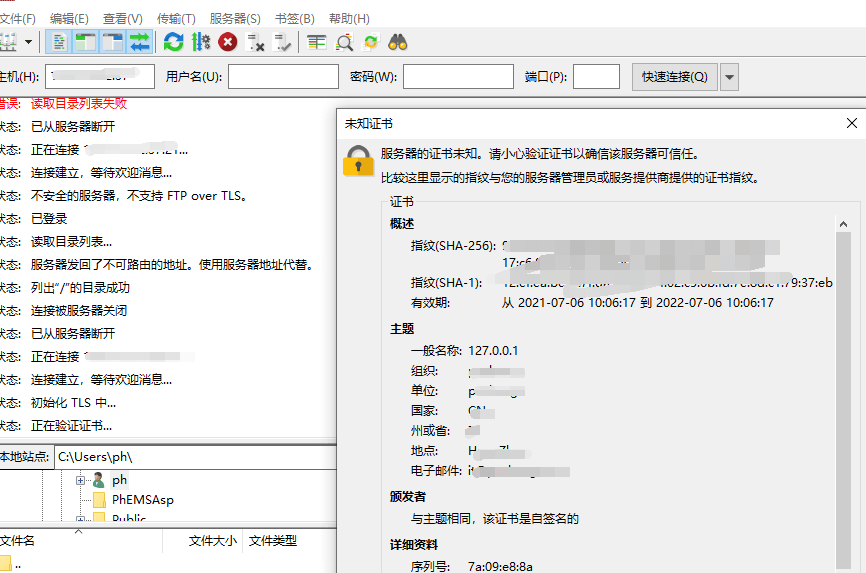 文件(F) 编辑(E) 查看(V) 传输(T) 服务器(S) 书签(B) 帮助(H)
主机(H): 用户名(U): 密码(W): 端口(P): 快速连接(Q)
错误: 读取目录列表失败
状态: 已从服务器断开
状态: 正在连接
状态: 连接建立，等待欢迎消息...
状态: 不安全的服务器，不支持 FTP over TLS。
状态: 已登录
状态: 读取目录列表...
状态: 服务器发回了不可路由的地址。使用服务器地址代替。
状态: 列出“/”的目录成功
状态: 连接被服务器关闭
状态: 已从服务器断开
状态: 正在连接
状态: 连接建立，等待欢迎消息...
状态: 初始化 TLS 中...
状态: 正在验证证书...
本地站点: C:\Users\ph\
ph
PhEMSAsp
Public
文件名 文件大小 文件类型
..
未知证书
服务器的证书未知。请小心验证证书以确信该服务器可信任。
比较这里显示的指纹与您的服务器管理员或服务提供商提供的证书指纹。
证书
概述
指纹(SHA-256):
指纹(SHA-1): :79:37:eb
有效期: 从 2021-07-06 10:06:17 到 2022-07-06 10:06:17
主题
一般名称: 127.0.0.1
组织:
单位:
国家: CN
州或省:
地点:
电子邮件:
颁发者
与主题相同，该证书是自签名的
详细资料
序列号: 7a:09:e8:8a